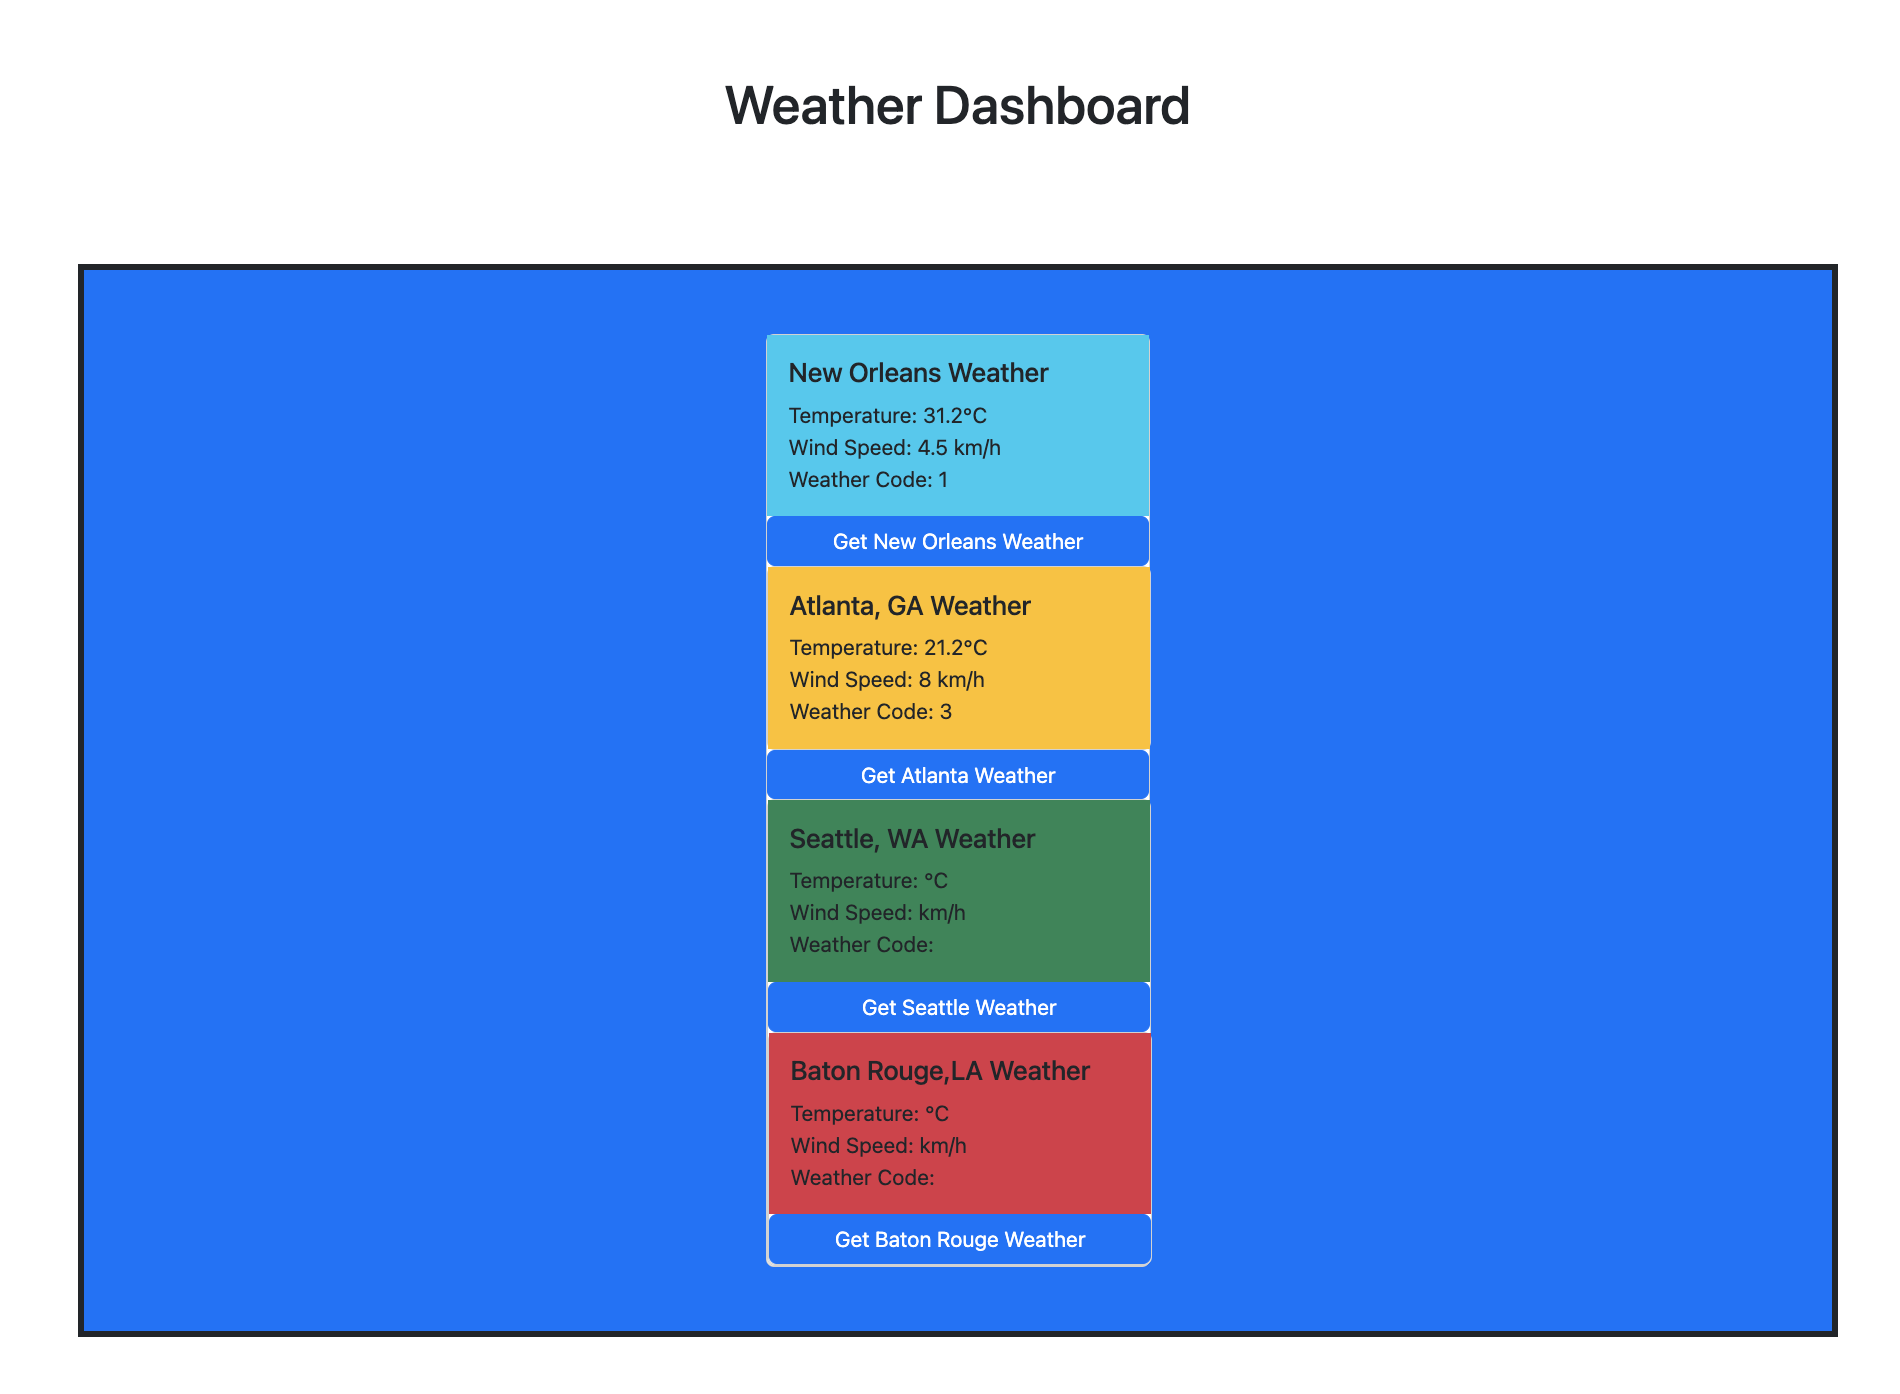 Weather Dashboard
New Orleans Weather
Temperature: 31.2°C
Wind Speed: 4.5 km/h
Weather Code: 1
Get New Orleans Weather
Atlanta, GA Weather
Temperature: 21.2°C
Wind Speed: 8 km/h
Weather Code: 3
Get Atlanta Weather
Seattle, WA Weather
Temperature: °C
Wind Speed: km/h
Weather Code:
Get Seattle Weather
Baton Rouge,LA Weather
Temperature: °C
Wind Speed: km/h
Weather Code:
Get Baton Rouge Weather